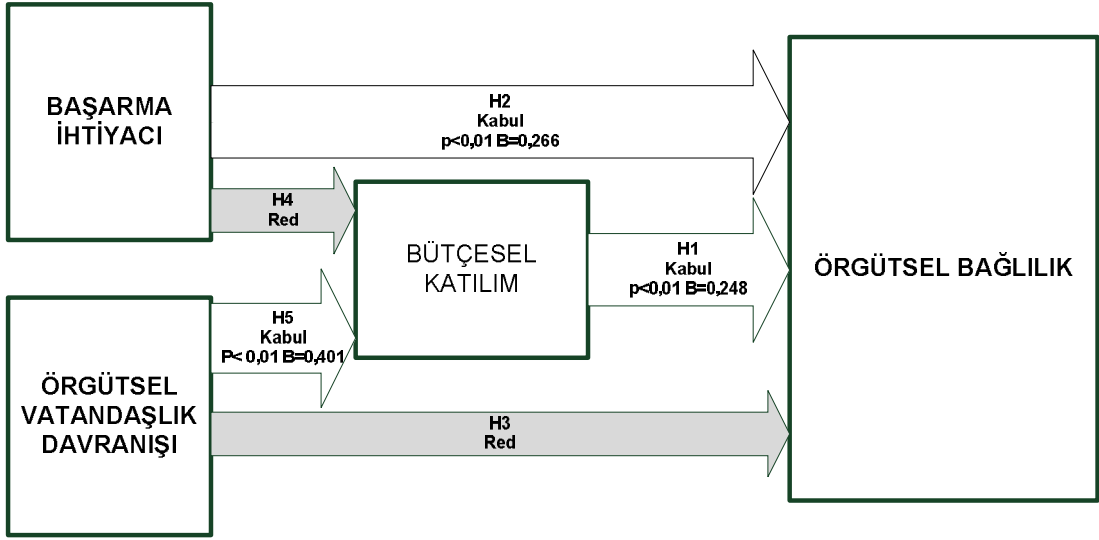 BAŞARMA
İHTİYACI
H2
Kabul
p<0,01 B=0,266
H4
Red
BÜTÇESEL
KATILIM
H1
Kabul
p<0,01 B=0,248
ÖRGÜTSEL BAĞLILIK
H5
Kabul
P< 0,01 B=0,401
ÖRGÜTSEL
VATANDAŞLIK
DAVRANIŞI
H3
Red